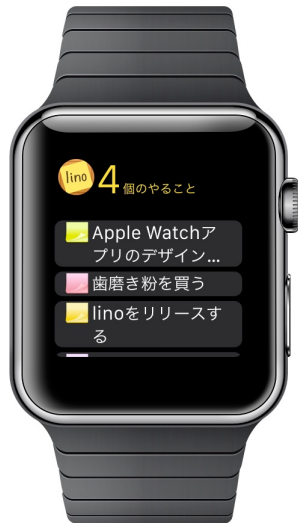 lino
4個のやること
Apple Watchア
プリのデザイン...
歯磨き粉を買う
linoをリリースす
る